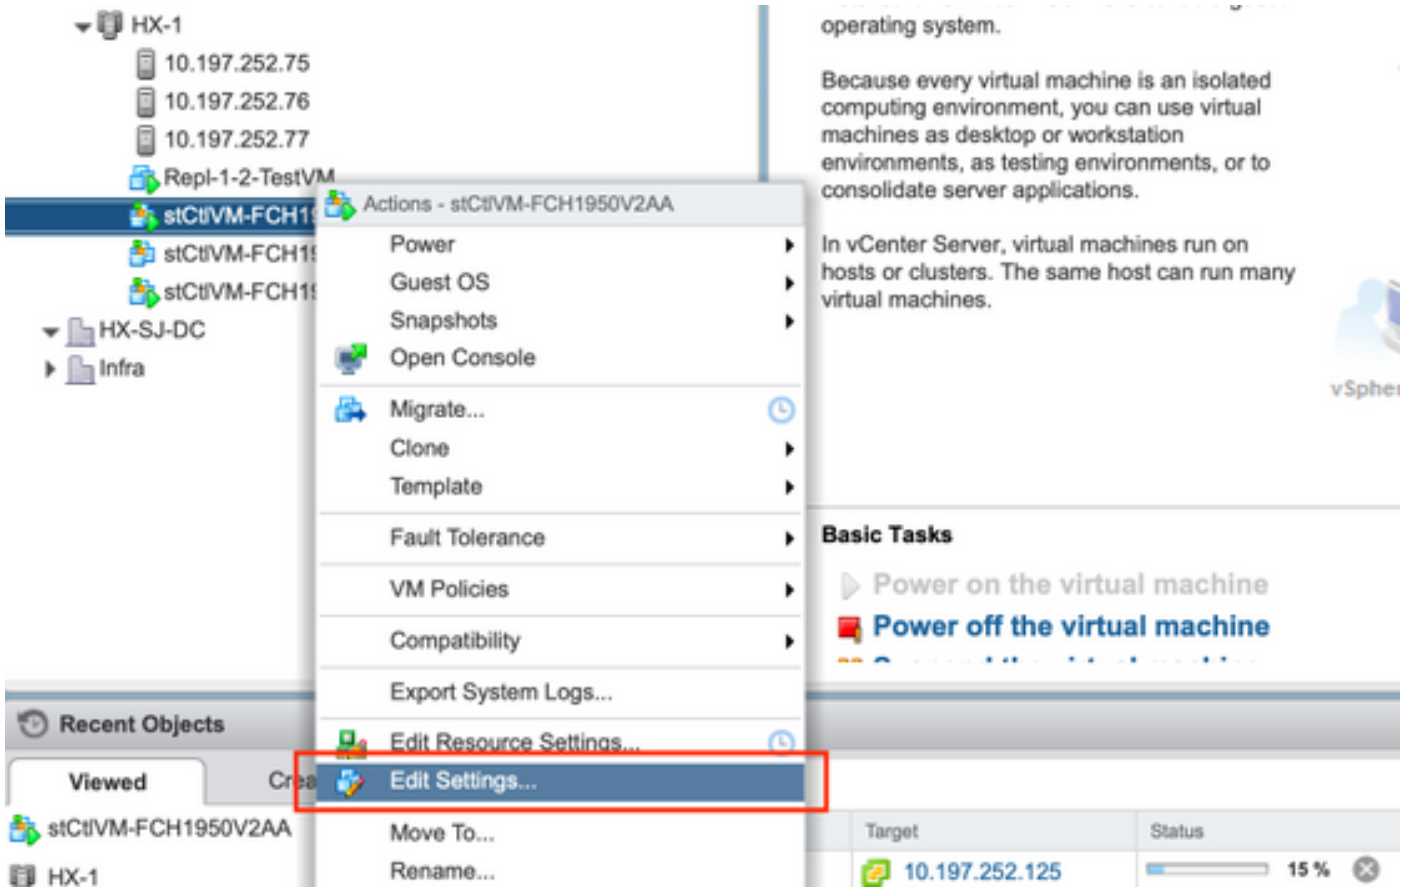 HX-1
10.197.252.75
10.197.252.76
10.197.252.77
Repl-1-2-TestVM
stCtlVM-FCH1
stCtlVM-FCH19
stCtlVM-FCH19
HX-SJ-DC
Infra
Actions - stCtlVM-FCH1950V2AA
Power
Guest OS
Snapshots
Open Console
Migrate...
Clone
Template
Fault Tolerance
VM Policies
Compatibility
Export System Logs...
Edit Resource Settings...
Edit Settings...
Move To...
Rename...
operating system.
Because every virtual machine is an isolated
computing environment, you can use virtual
machines as desktop or workstation
environments, as testing environments, or to
consolidate server applications.
In vCenter Server, virtual machines run on
hosts or clusters. The same host can run many
virtual machines.
vSpher
Basic Tasks
Power on the virtual machine
Power off the virtual machine
Recent Objects
Viewed
Crea
stCtlVM-FCH1950V2AA
HX-1
Target
Status
10.197.252.125
15 %